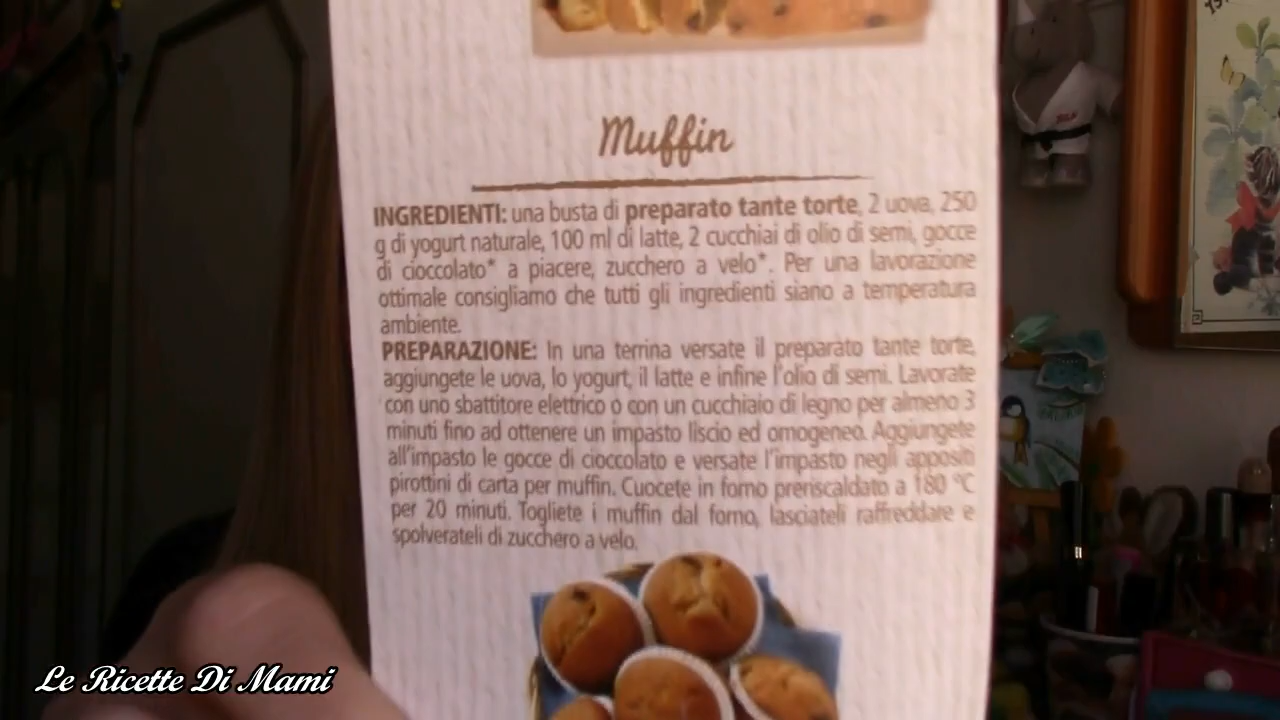 Muffin
INGREDIENTI: una busta di preparato tante torte, 2 uova, 250
g di yogurt naturale, 100 ml di latte, 2 cucchiai di olio di semi, gocce
di cioccolato* a piacere, zucchero a velo*. Per una lavorazione
ottimale consigliamo che tutti gli ingredienti siano a temperatura
ambiente.
PREPARAZIONE: In una terrina versate il preparato tante torte,
aggiungete le uova, lo yogurt, il latte e infine l'olio di semi. Lavorate
con uno sbattitore elettrico o con un cucchiaio di legno per almeno 3
minuti fino ad ottenere un impasto liscio ed omogeneo. Aggiungete
all'impasto le gocce di cioccolato e versate l'impasto negli appositi
pirottini di carta per muffin. Cuocete in forno preriscaldato a 180 °C
per 20 minuti. Togliete i muffin dal forno, lasciateli raffreddare e
spolverateli di zucchero a velo.
Le Ricette Di Mami